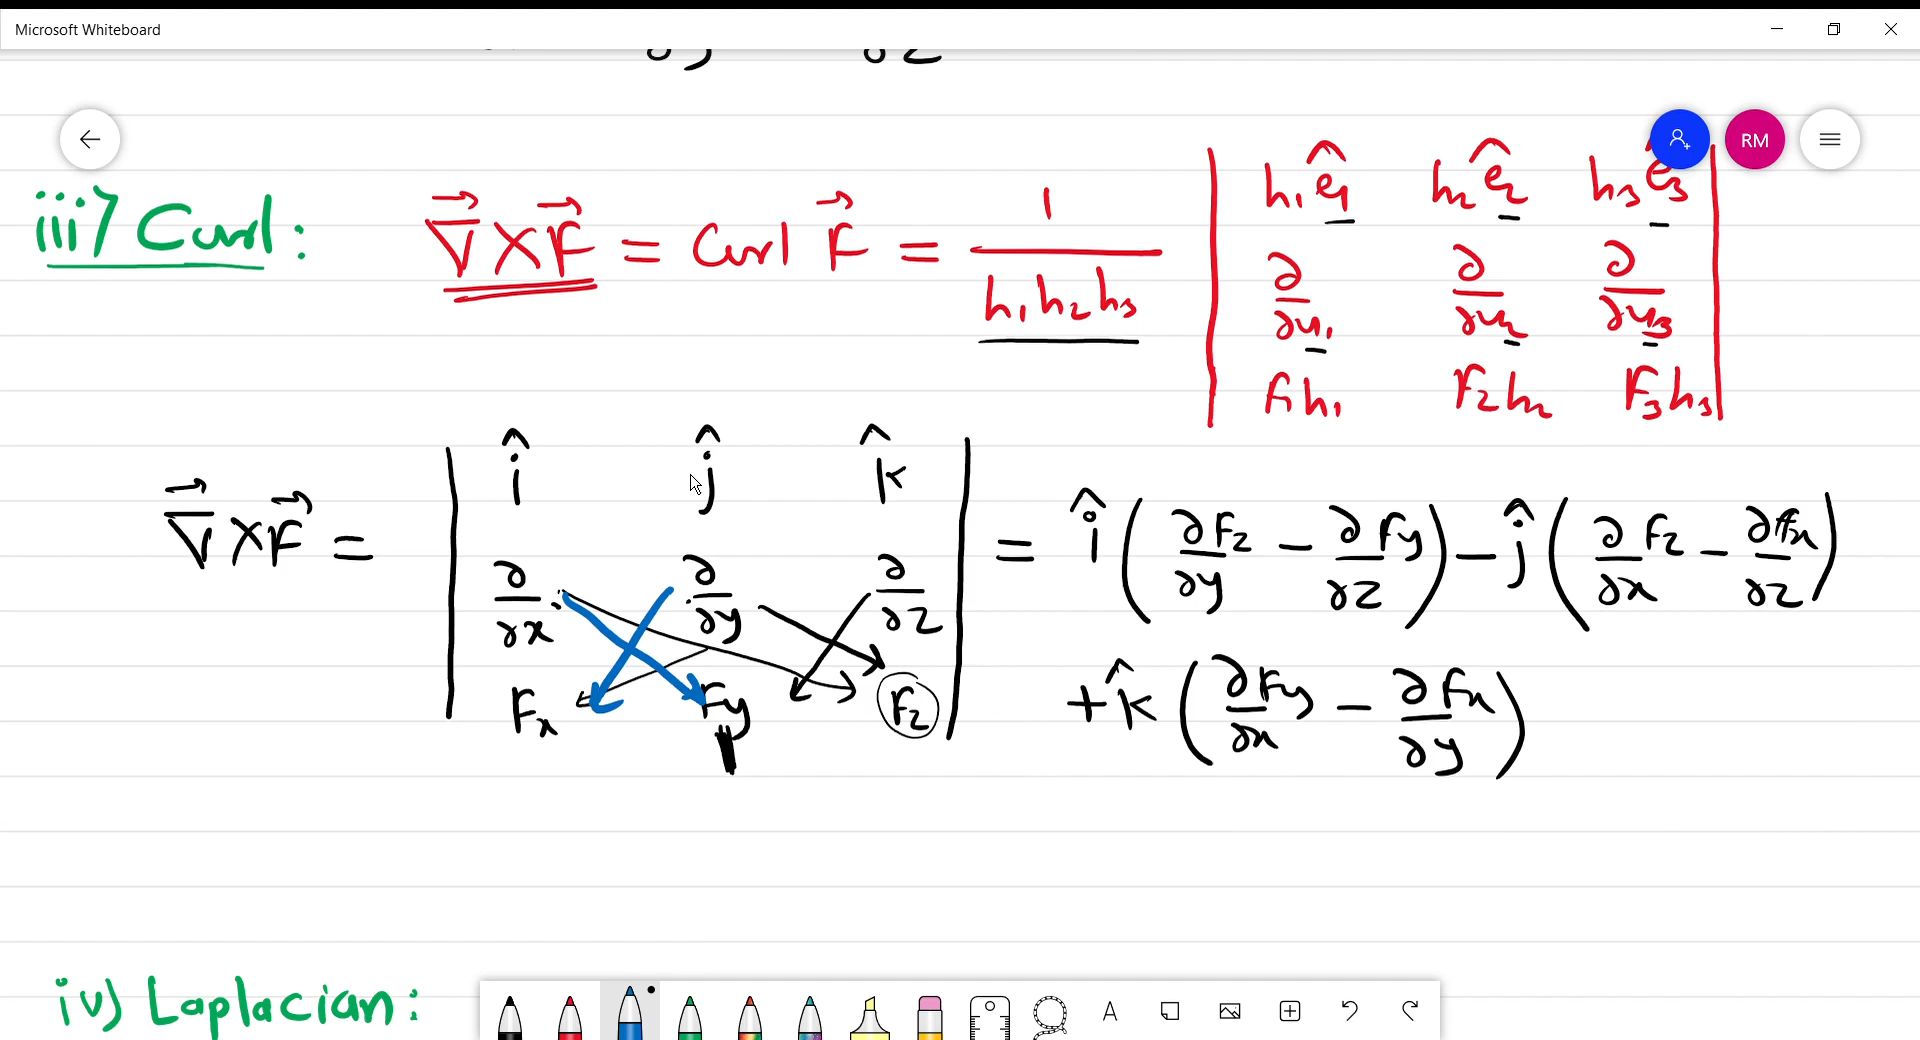 Microsoft Whiteboard
RM
iii) Curl: ∇⃗ × F⃗ = Curl F⃗ = 1 / (h₁h₂h₃) | h₁ê₁ h₂ê₂ h₃ê₃ |
| ∂/∂u₁ ∂/∂u₂ ∂/∂u₃ |
| F₁h₁ F₂h₂ F₃h₃ |
∇⃗ × F⃗ = | î ĵ k̂ |
| ∂/∂x ∂/∂y ∂/∂z |
| Fx Fy Fz |
= î ( ∂Fz/∂y − ∂Fy/∂z ) − ĵ ( ∂Fz/∂x − ∂Fx/∂z )
+ k̂ ( ∂Fy/∂x − ∂Fx/∂y )
iv) Laplacian:
A